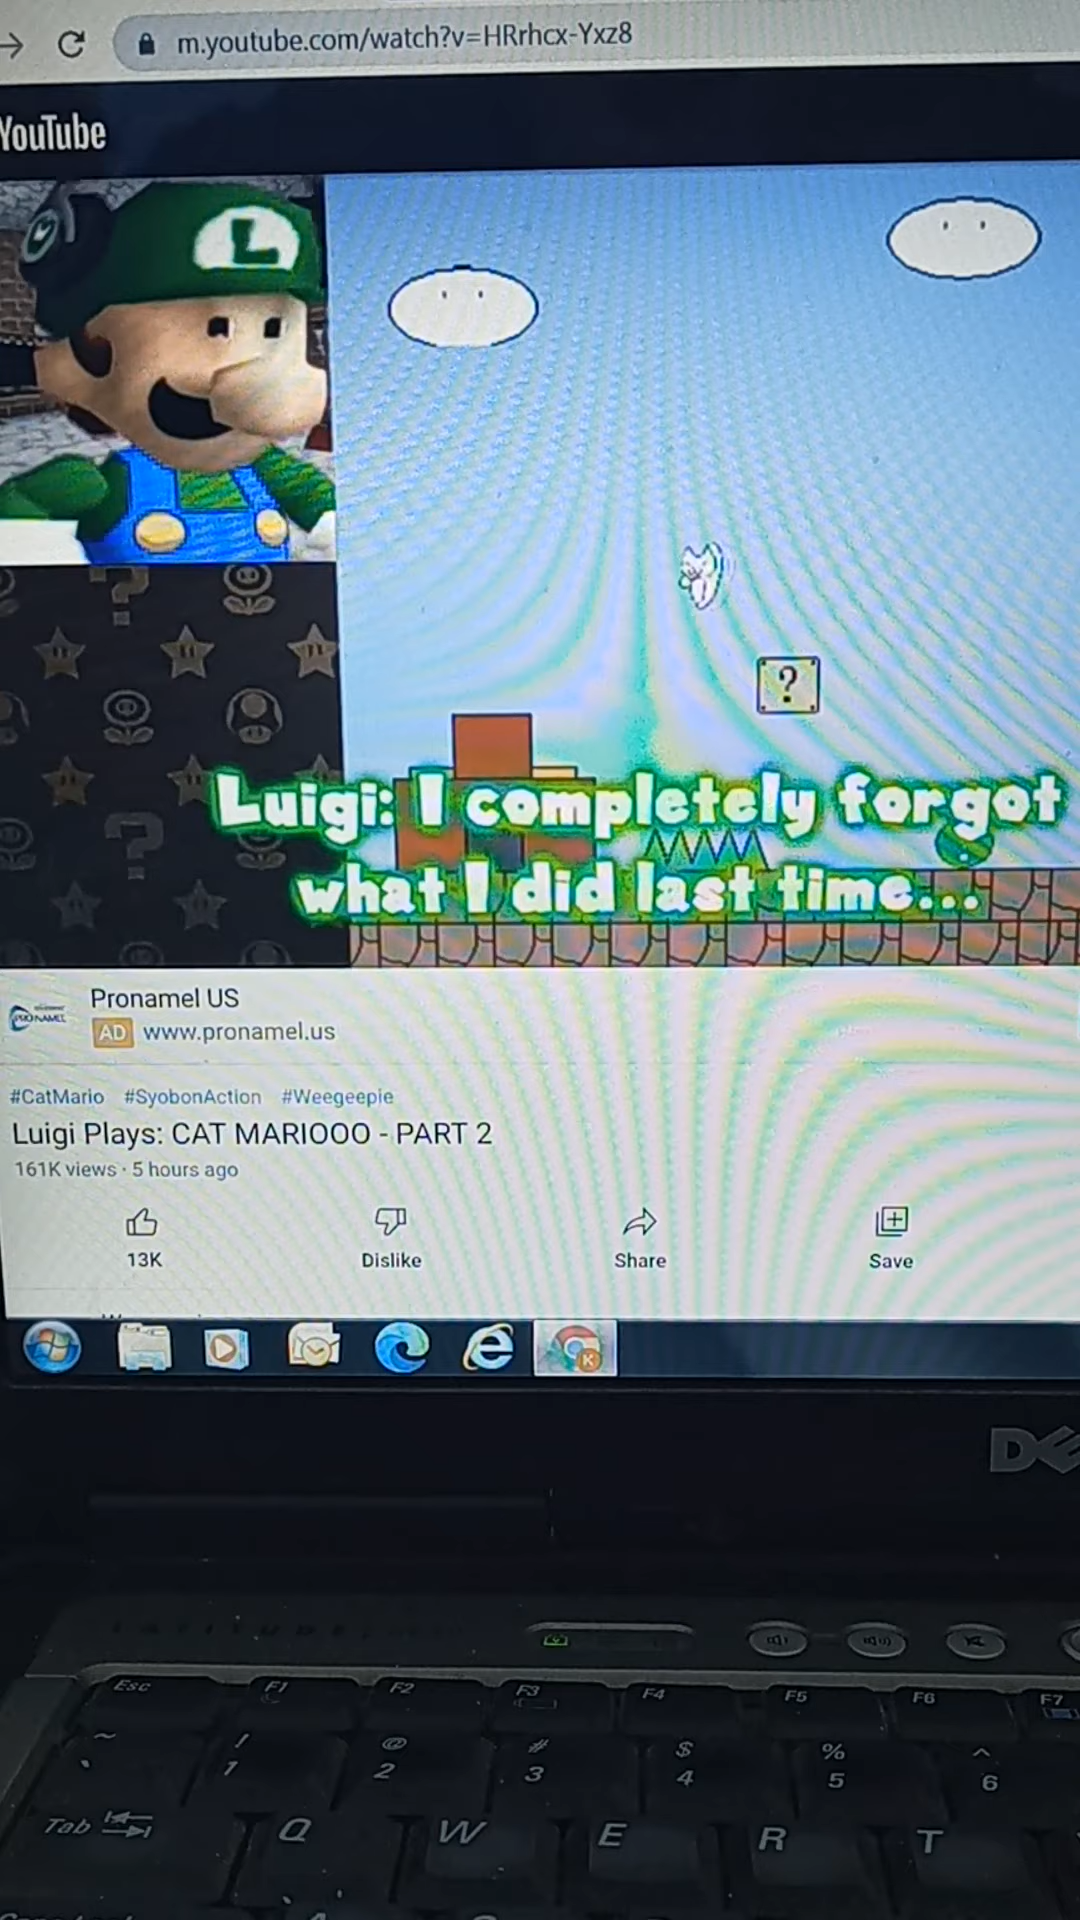 m.youtube.com/watch?v=HRrhcx-Yxz8
YouTube
L
?
Luigi: I completely forgot
what I did last time...
PRONAMEL
Pronamel US
AD www.pronamel.us
#CatMario #SyobonAction #Weegeepie
Luigi Plays: CAT MARIOOO - PART 2
161K views · 5 hours ago
13K Dislike Share Save
K
Esc F1 F2 F3 F4 F5 F6 F7
~ ! @ # $ % ^
` 1 2 3 4 5 6
Tab Q W E R T